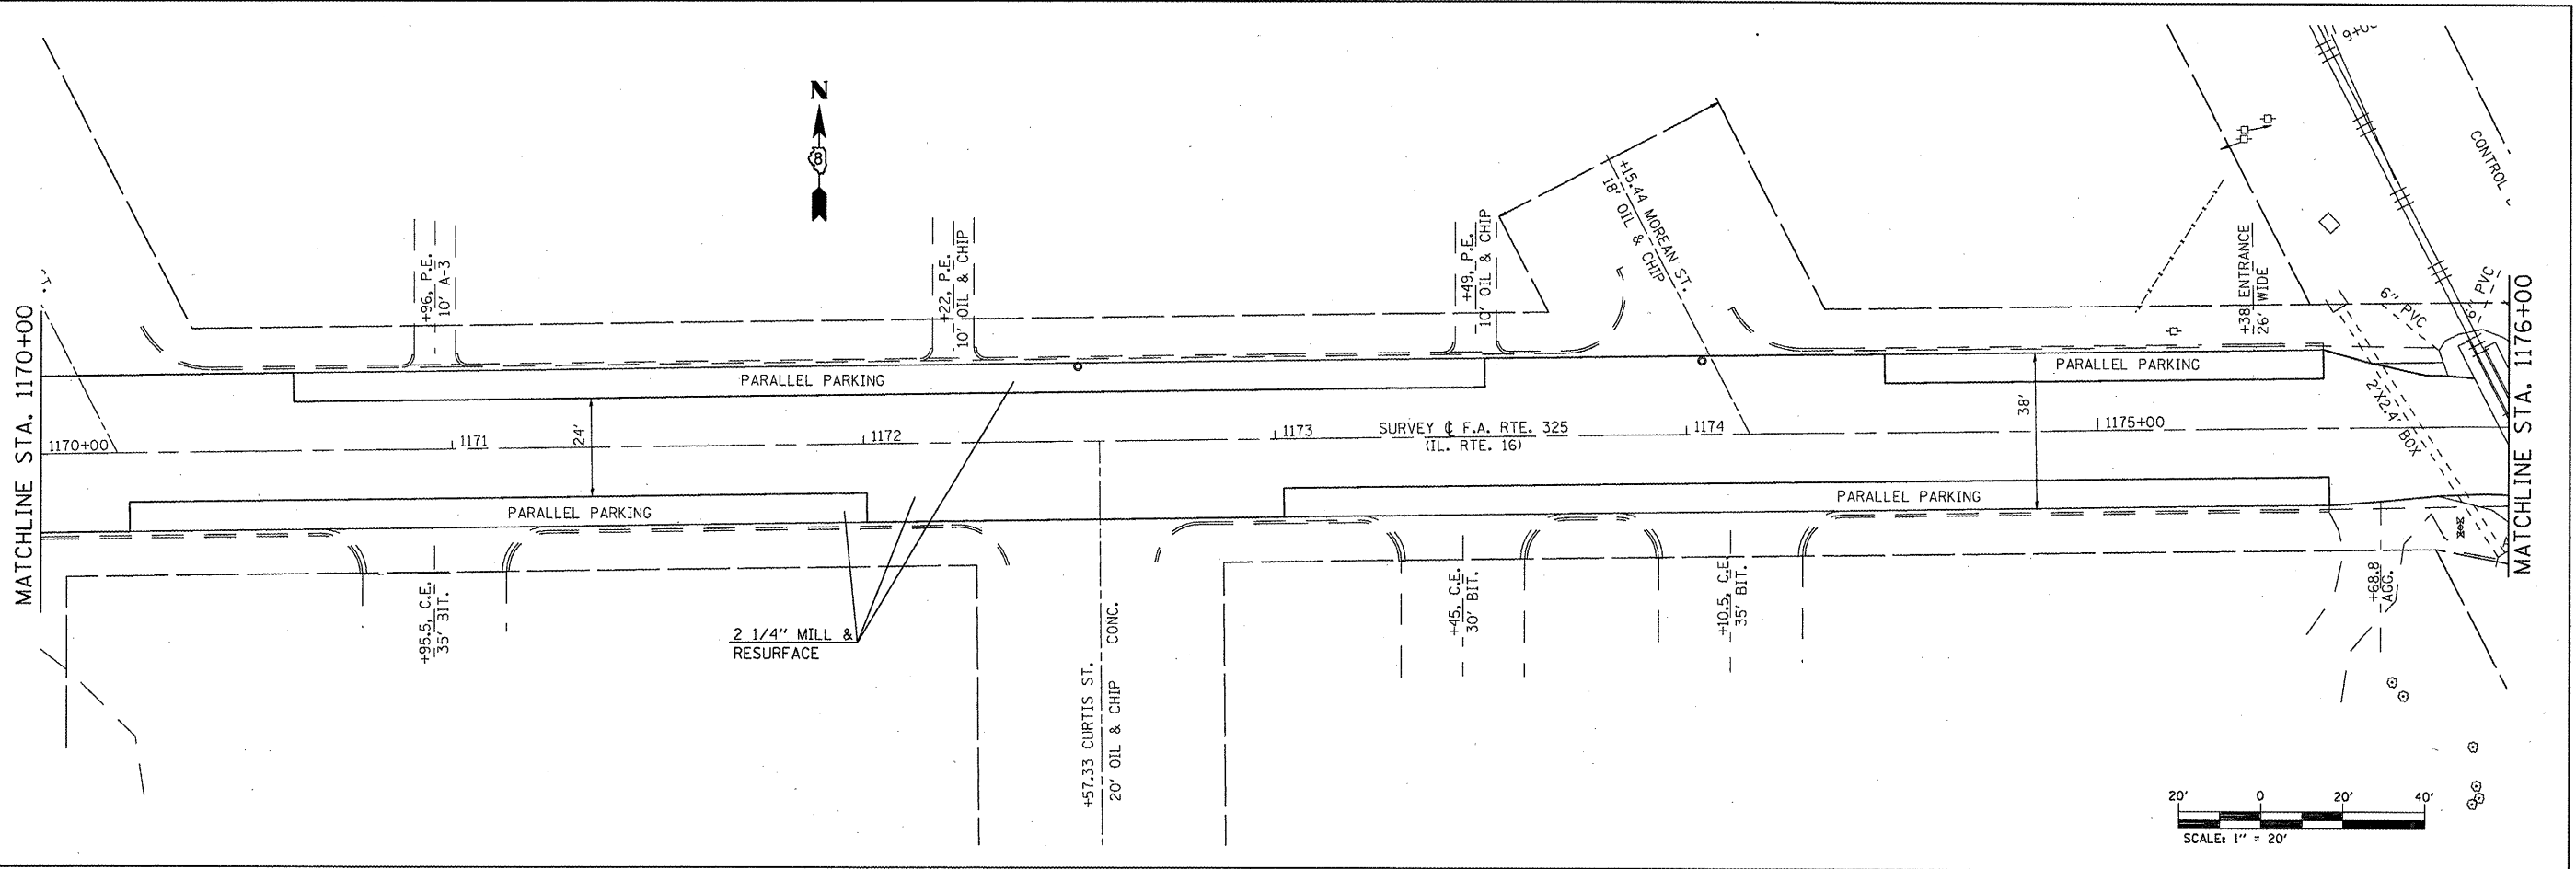 N
8
9+0
CONTROL
MATCHLINE STA. 1170+00
+96, P.E.
10' A-3
+22, P.E.
10' OIL & CHIP
+49, P.E.
10' OIL & CHIP
+15.44 MOREAN ST.
18' OIL & CHIP
+38 ENTRANCE
26' WIDE
6" PVC
6" PVC
MATCHLINE STA. 1176+00
PARALLEL PARKING
PARALLEL PARKING
2'X2.4' BOX
1170+00
1171
24'
1172
1173
SURVEY ℄ F.A. RTE. 325
(IL. RTE. 16)
1174
38'
1175+00
PARALLEL PARKING
PARALLEL PARKING
+95.5, C.E.
35' BIT.
2 1/4" MILL &
RESURFACE
+57.33 CURTIS ST.
20' OIL & CHIP CONC.
+45, C.E.
30' BIT.
+10.5, C.E.
35' BIT.
+68.8
AGG.
20' 0 20' 40'
SCALE: 1" = 20'